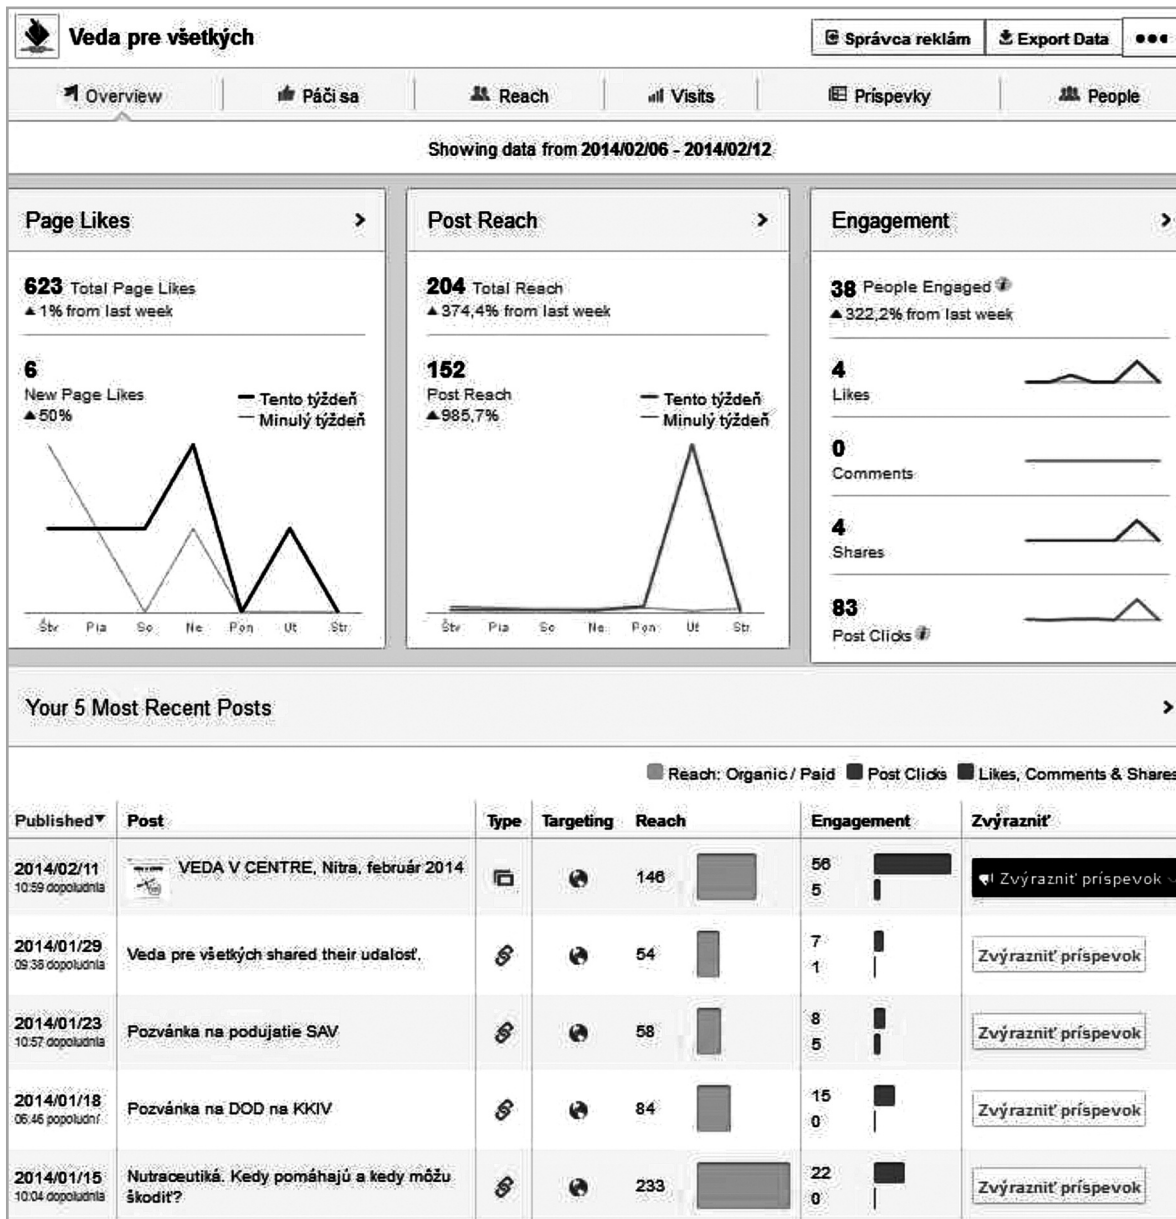 Veda pre všetkých
Správca reklám Export Data
Overview Páči sa Reach Visits Príspevky People
Showing data from 2014/02/06 - 2014/02/12
Page Likes
623 Total Page Likes
1% from last week
6
New Page Likes
50%
Tento týždeň
Minulý týždeň
Štv Pia So Ne Pon Ut Str
Post Reach
204 Total Reach
374,4% from last week
152
Post Reach
985,7%
Tento týždeň
Minulý týždeň
Štv Pia So Ne Pon Ut Str
Engagement
38 People Engaged
322,2% from last week
4
Likes
0
Comments
4
Shares
83
Post Clicks
Your 5 Most Recent Posts
Reach: Organic / Paid Post Clicks Likes, Comments & Shares
Published Post Type Targeting Reach Engagement Zvýrazniť
2014/02/11 VEDA V CENTRE, Nitra, február 2014 146 56
10:59 dopoludnia 5 Zvýrazniť príspevok
2014/01/29 Veda pre všetkých shared their udalosť. 54 7
09:36 dopoludnia 1 Zvýrazniť príspevok
2014/01/23 Pozvánka na podujatie SAV 58 8
10:57 dopoludnia 5 Zvýrazniť príspevok
2014/01/18 Pozvánka na DOD na KKIV 84 15
06:46 popoludní 0 Zvýrazniť príspevok
2014/01/15 Nutraceutiká. Kedy pomáhajú a kedy môžu 233 22
10:04 dopoludnia škodiť? 0 Zvýrazniť príspevok